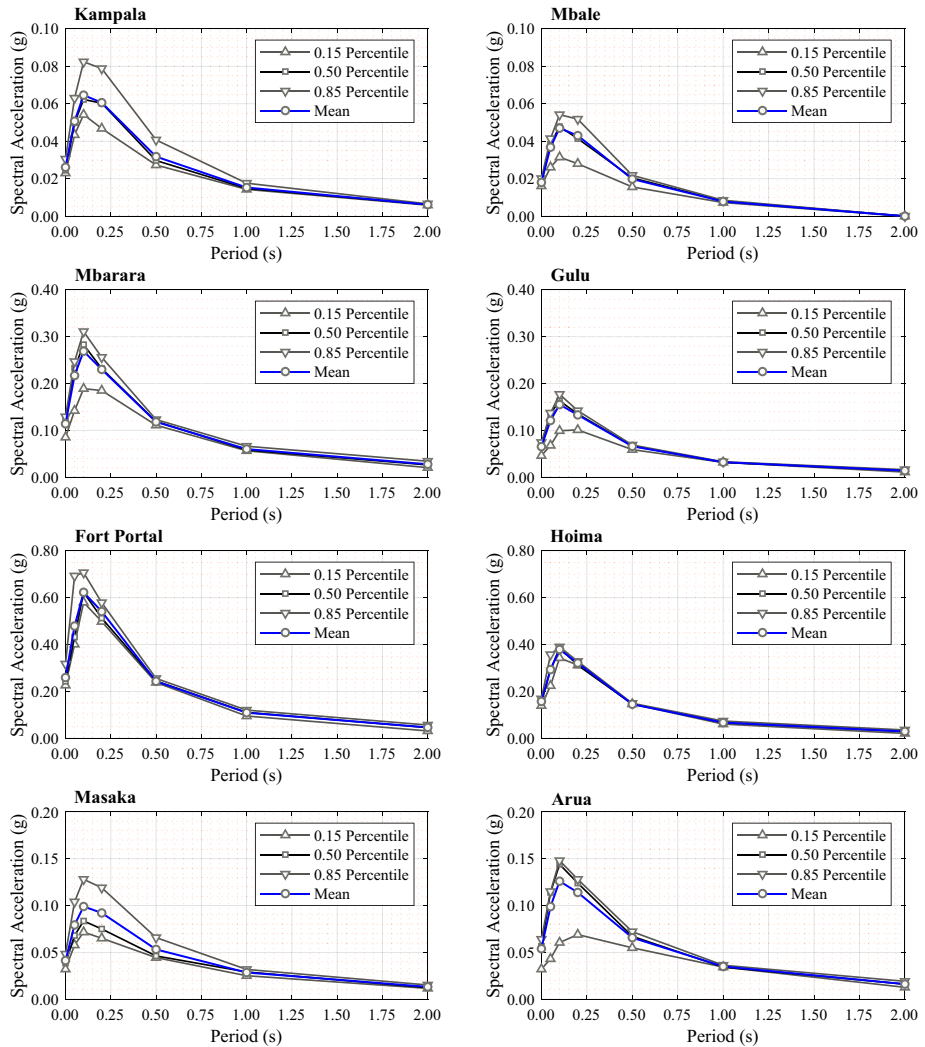 Kampala
Spectral Acceleration (g)
0.10
0.08
0.06
0.04
0.02
0.00
0.15 Percentile
0.50 Percentile
0.85 Percentile
Mean
0.00 0.25 0.50 0.75 1.00 1.25 1.50 1.75 2.00
Period (s)
Mbale
Spectral Acceleration (g)
0.10
0.08
0.06
0.04
0.02
0.00
0.15 Percentile
0.50 Percentile
0.85 Percentile
Mean
0.00 0.25 0.50 0.75 1.00 1.25 1.50 1.75 2.00
Period (s)
Mbarara
Spectral Acceleration (g)
0.40
0.30
0.20
0.10
0.00
0.15 Percentile
0.50 Percentile
0.85 Percentile
Mean
0.00 0.25 0.50 0.75 1.00 1.25 1.50 1.75 2.00
Period (s)
Gulu
Spectral Acceleration (g)
0.40
0.30
0.20
0.10
0.00
0.15 Percentile
0.50 Percentile
0.85 Percentile
Mean
0.00 0.25 0.50 0.75 1.00 1.25 1.50 1.75 2.00
Period (s)
Fort Portal
Spectral Acceleration (g)
0.80
0.60
0.40
0.20
0.00
0.15 Percentile
0.50 Percentile
0.85 Percentile
Mean
0.00 0.25 0.50 0.75 1.00 1.25 1.50 1.75 2.00
Period (s)
Hoima
Spectral Acceleration (g)
0.80
0.60
0.40
0.20
0.00
0.15 Percentile
0.50 Percentile
0.85 Percentile
Mean
0.00 0.25 0.50 0.75 1.00 1.25 1.50 1.75 2.00
Period (s)
Masaka
Spectral Acceleration (g)
0.20
0.15
0.10
0.05
0.00
0.15 Percentile
0.50 Percentile
0.85 Percentile
Mean
0.00 0.25 0.50 0.75 1.00 1.25 1.50 1.75 2.00
Period (s)
Arua
Spectral Acceleration (g)
0.20
0.15
0.10
0.05
0.00
0.15 Percentile
0.50 Percentile
0.85 Percentile
Mean
0.00 0.25 0.50 0.75 1.00 1.25 1.50 1.75 2.00
Period (s)